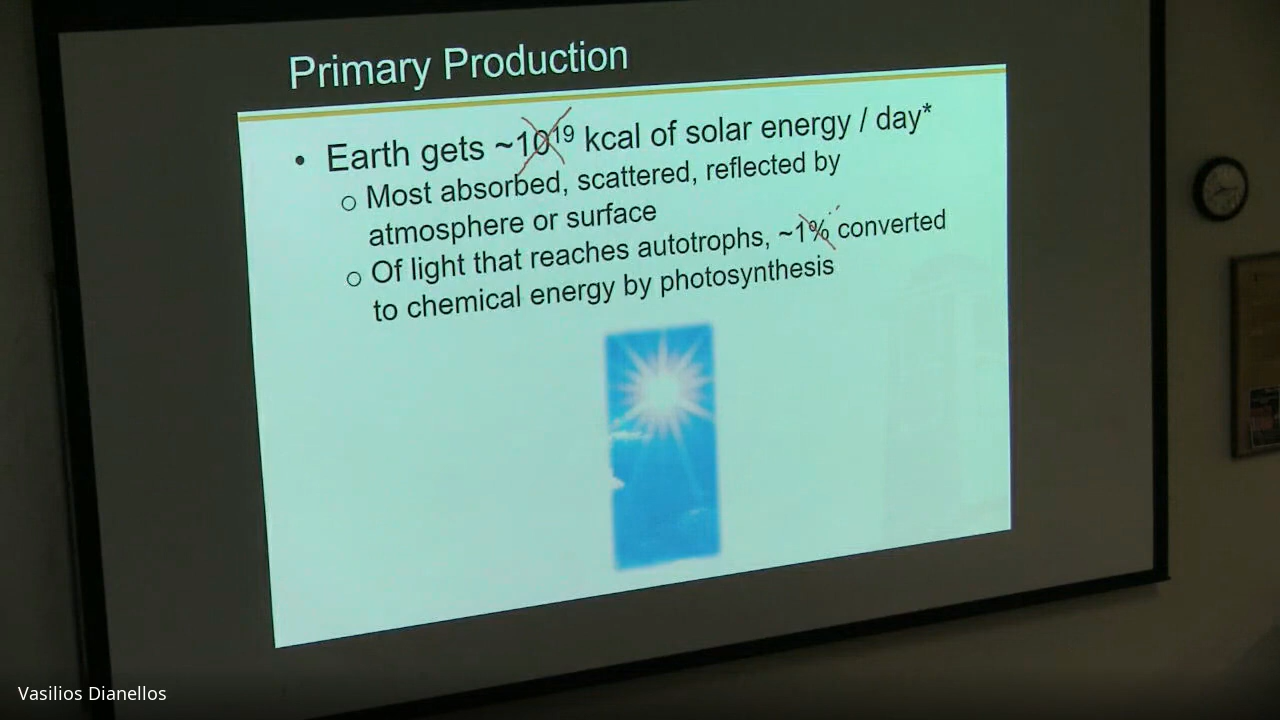 Primary Production
• Earth gets ~10¹⁹ kcal of solar energy / day*
o Most absorbed, scattered, reflected by
atmosphere or surface
o Of light that reaches autotrophs, ~1% converted
to chemical energy by photosynthesis
Vasilios Dianellos